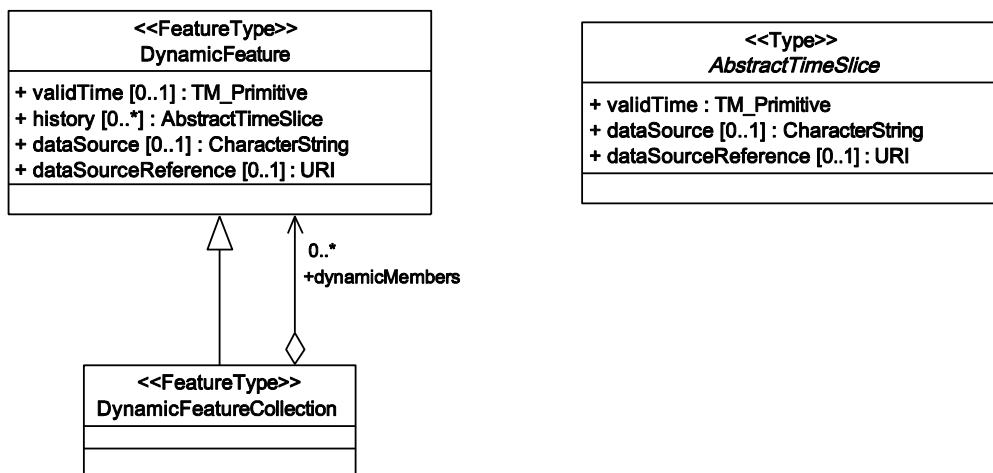 <<FeatureType>>
DynamicFeature
+ validTime [0..1] : TM_Primitive
+ history [0..*] : AbstractTimeSlice
+ dataSource [0..1] : CharacterString
+ dataSourceReference [0..1] : URI
<<Type>>
AbstractTimeSlice
+ validTime : TM_Primitive
+ dataSource [0..1] : CharacterString
+ dataSourceReference [0..1] : URI
0..*
+dynamicMembers
<<FeatureType>>
DynamicFeatureCollection